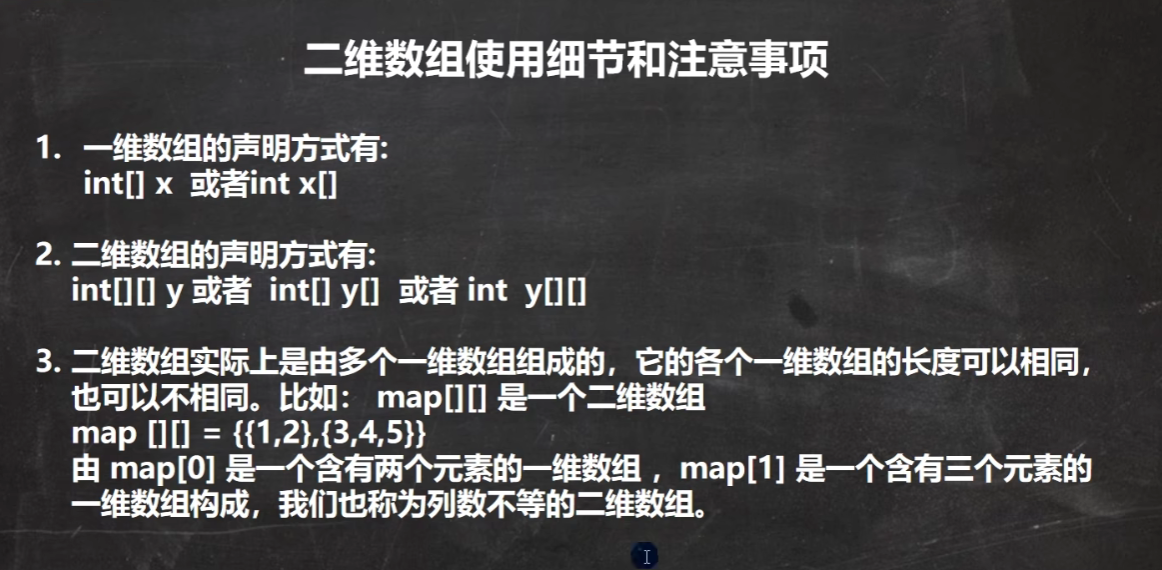 二维数组使用细节和注意事项
1. 一维数组的声明方式有:
int[] x 或者int x[]
2. 二维数组的声明方式有:
int[][] y 或者 int[] y[] 或者 int y[][]
3. 二维数组实际上是由多个一维数组组成的，它的各个一维数组的长度可以相同，
也可以不相同。比如： map[][] 是一个二维数组
map [][] = {{1,2},{3,4,5}}
由 map[0] 是一个含有两个元素的一维数组 ，map[1] 是一个含有三个元素的
一维数组构成，我们也称为列数不等的二维数组。